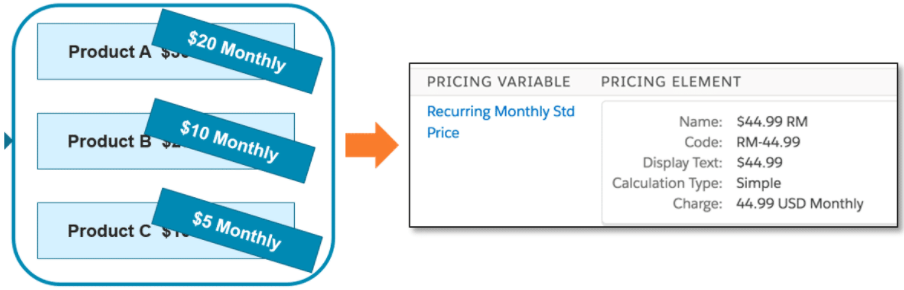 Product A
$20 Monthly
Product B
$10 Monthly
Product C
$5 Monthly
PRICING VARIABLE
PRICING ELEMENT
Recurring Monthly Std
Price
Name: $44.99 RM
Code: RM-44.99
Display Text: $44.99
Calculation Type: Simple
Charge: 44.99 USD Monthly